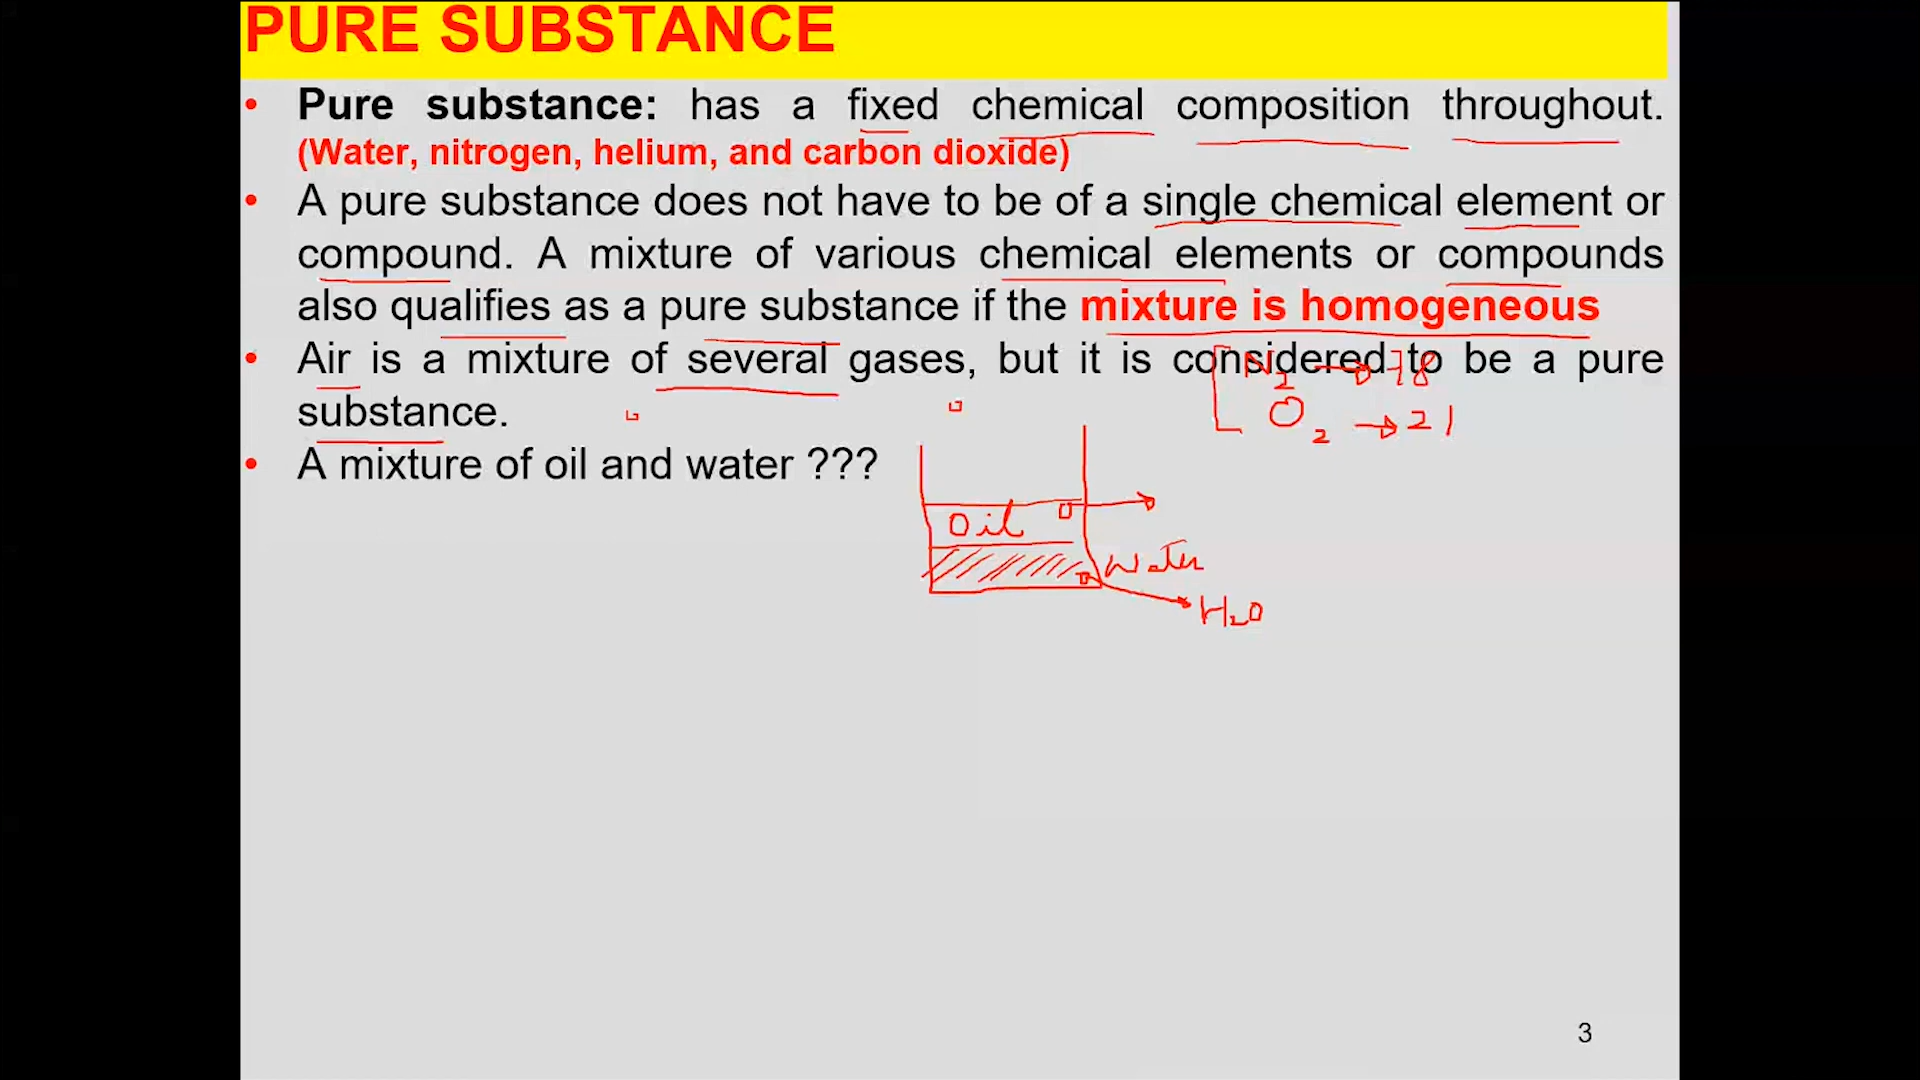 PURE SUBSTANCE
• Pure substance: has a fixed chemical composition throughout.
(Water, nitrogen, helium, and carbon dioxide)
• A pure substance does not have to be of a single chemical element or
compound. A mixture of various chemical elements or compounds
also qualifies as a pure substance if the mixture is homogeneous
• Air is a mixture of several gases, but it is considered to be a pure
substance.
N₂ → 78
O₂ → 21
• A mixture of oil and water ???
Oil
Water
H₂O
3